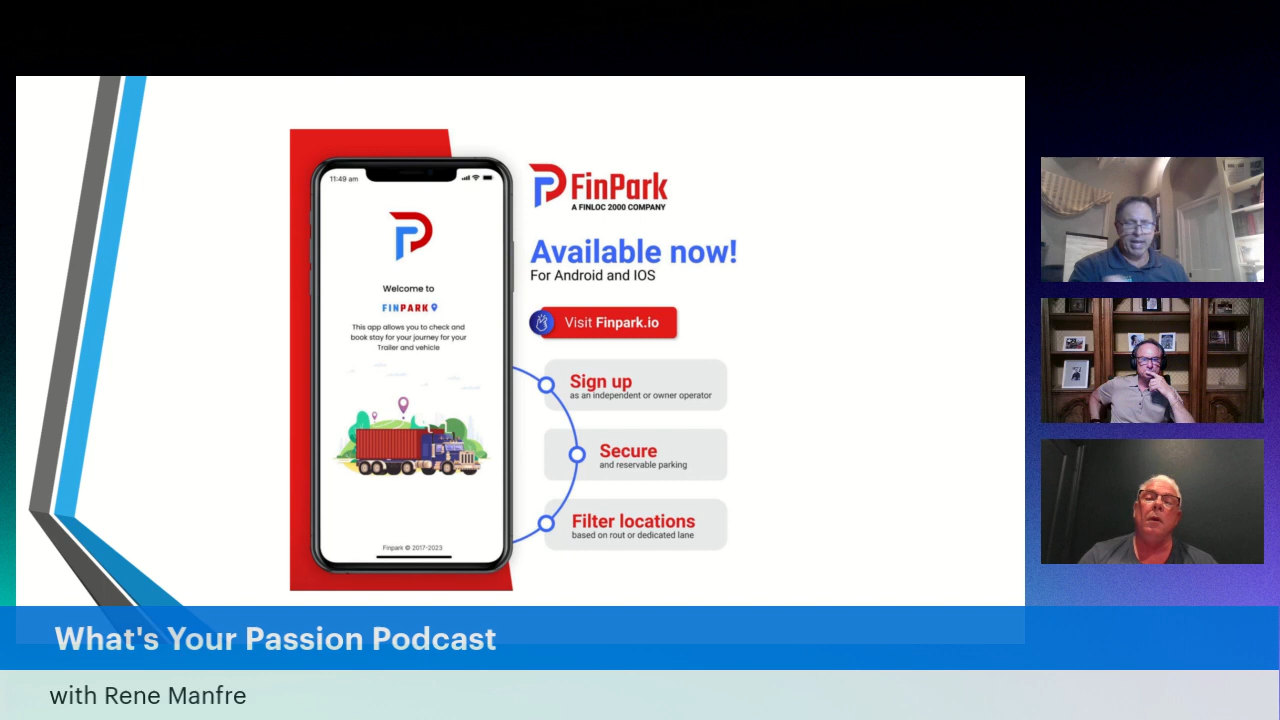 11:49 am
Welcome to
FINPARK
This app allows you to check and
book stay for your journey for your
Trailer and vehicle
Finpark © 2017-2023
FinPark
A FINLOC 2000 COMPANY
Available now!
For Android and IOS
Visit Finpark.io
Sign up
as an independent or owner operator
Secure
and reservable parking
Filter locations
based on rout or dedicated lane
What's Your Passion Podcast
with Rene Manfre